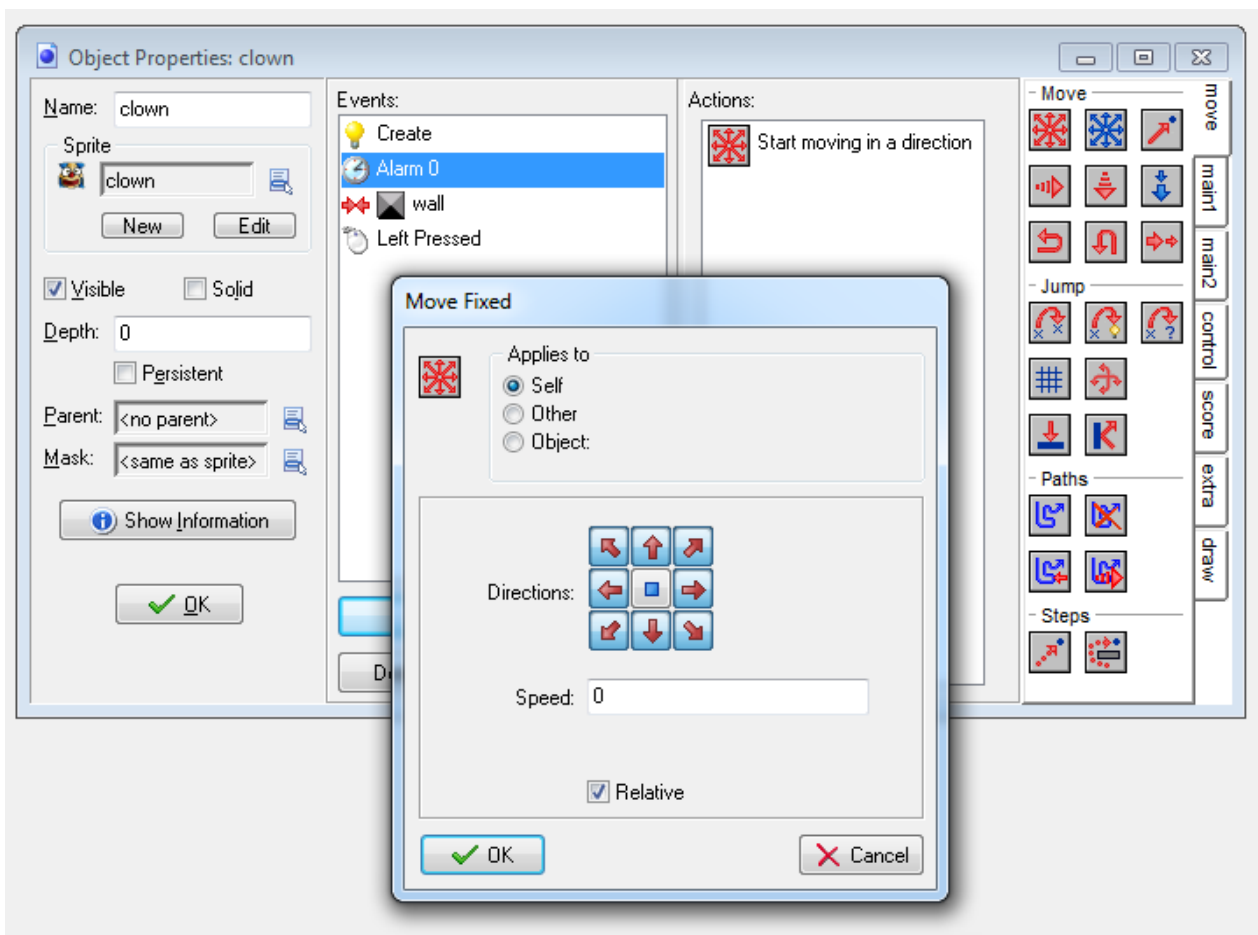 Object Properties: clown
Name: clown
Sprite
clown
New Edit
Visible Solid
Depth: 0
Persistent
Parent: <no parent>
Mask: <same as sprite>
Show Information
OK
Events:
Create
Alarm 0
wall
Left Pressed
Actions:
Start moving in a direction
Move Fixed
Applies to
Self
Other
Object:
Directions:
Speed: 0
Relative
OK Cancel
Move
Jump
Paths
Steps
move
main1
main2
control
score
extra
draw